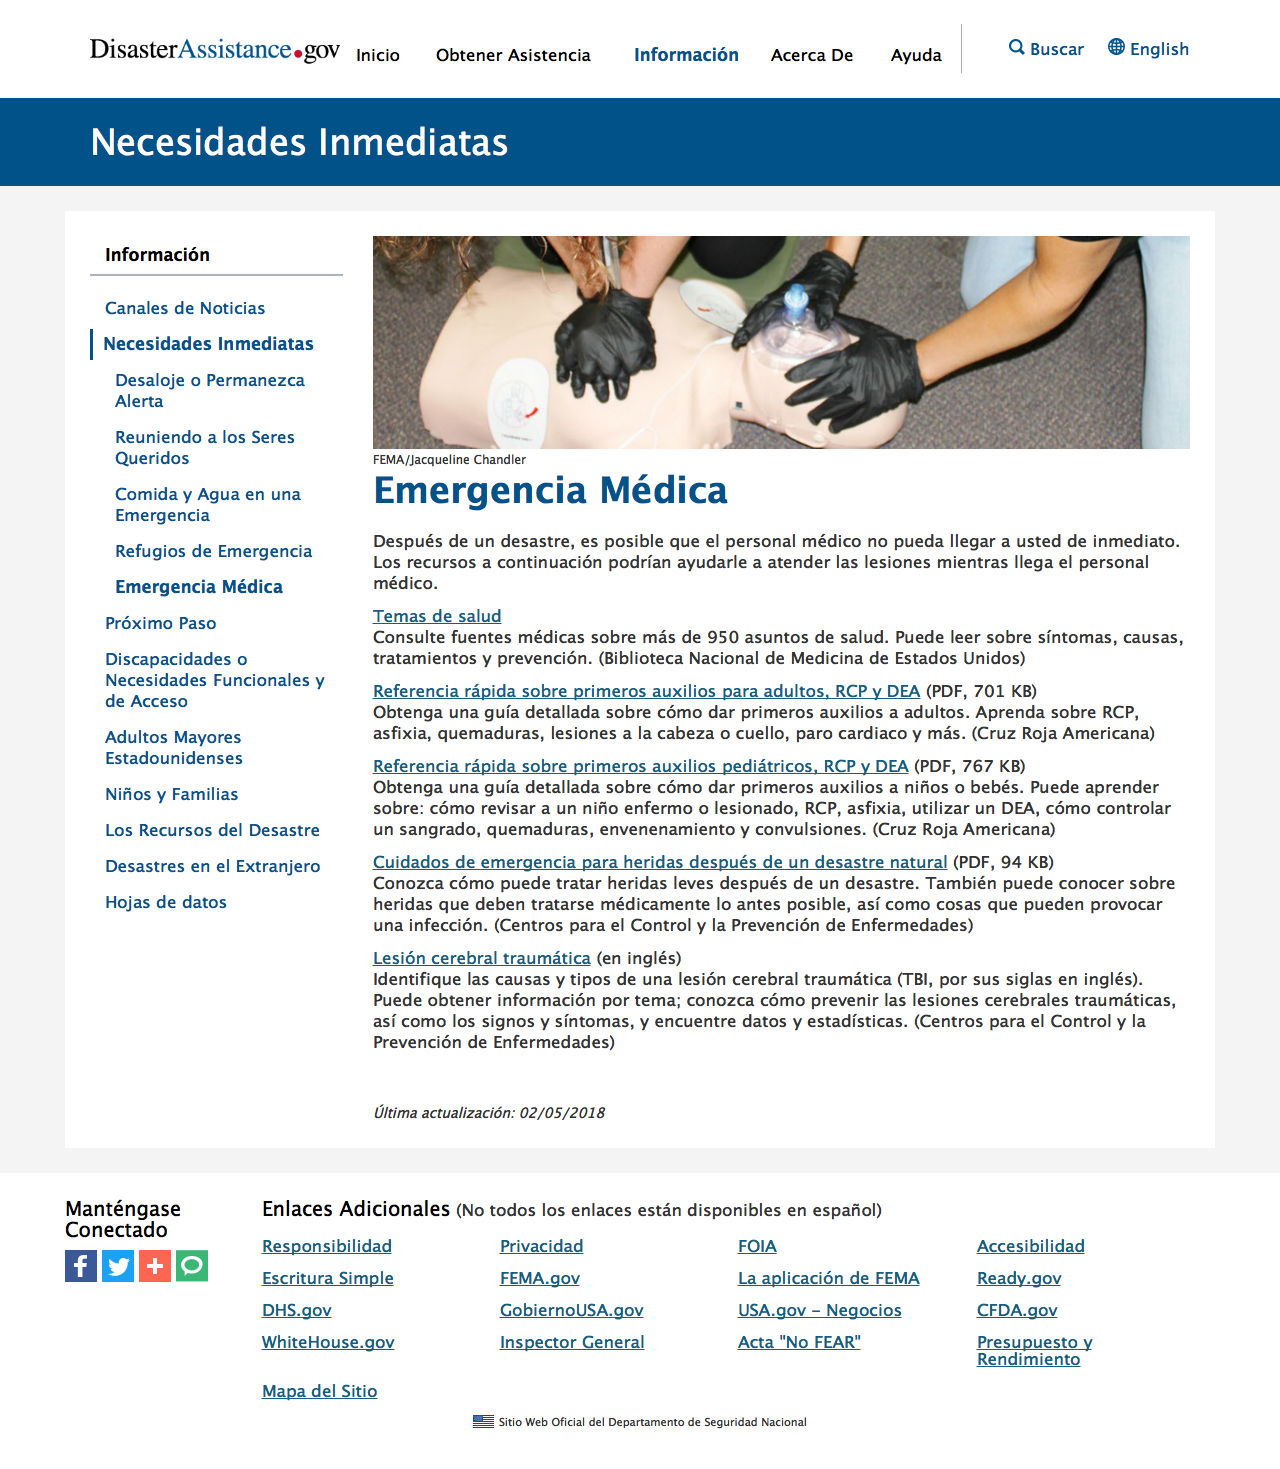 DisasterAssistance.gov
Inicio
Obtener Asistencia
Información
Acerca De
Ayuda
Buscar
English
Necesidades Inmediatas
Información
Canales de Noticias
Necesidades Inmediatas
Desaloje o Permanezca
Alerta
Reuniendo a los Seres
Queridos
Comida y Agua en una
Emergencia
Refugios de Emergencia
Emergencia Médica
Próximo Paso
Discapacidades o
Necesidades Funcionales y
de Acceso
Adultos Mayores
Estadounidenses
Niños y Familias
Los Recursos del Desastre
Desastres en el Extranjero
Hojas de datos
FEMA/Jacqueline Chandler
Emergencia Médica
Después de un desastre, es posible que el personal médico no pueda llegar a usted de inmediato.
Los recursos a continuación podrían ayudarle a atender las lesiones mientras llega el personal
médico.
Temas de salud
Consulte fuentes médicas sobre más de 950 asuntos de salud. Puede leer sobre síntomas, causas,
tratamientos y prevención. (Biblioteca Nacional de Medicina de Estados Unidos)
Referencia rápida sobre primeros auxilios para adultos, RCP y DEA (PDF, 701 KB)
Obtenga una guía detallada sobre cómo dar primeros auxilios a adultos. Aprenda sobre RCP,
asfixia, quemaduras, lesiones a la cabeza o cuello, paro cardiaco y más. (Cruz Roja Americana)
Referencia rápida sobre primeros auxilios pediátricos, RCP y DEA (PDF, 767 KB)
Obtenga una guía detallada sobre cómo dar primeros auxilios a niños o bebés. Puede aprender
sobre: cómo revisar a un niño enfermo o lesionado, RCP, asfixia, utilizar un DEA, cómo controlar
un sangrado, quemaduras, envenenamiento y convulsiones. (Cruz Roja Americana)
Cuidados de emergencia para heridas después de un desastre natural (PDF, 94 KB)
Conozca cómo puede tratar heridas leves después de un desastre. También puede conocer sobre
heridas que deben tratarse médicamente lo antes posible, así como cosas que pueden provocar
una infección. (Centros para el Control y la Prevención de Enfermedades)
Lesión cerebral traumática (en inglés)
Identifique las causas y tipos de una lesión cerebral traumática (TBI, por sus siglas en inglés).
Puede obtener información por tema; conozca cómo prevenir las lesiones cerebrales traumáticas,
así como los signos y síntomas, y encuentre datos y estadísticas. (Centros para el Control y la
Prevención de Enfermedades)
Última actualización: 02/05/2018
Manténgase
Conectado
Enlaces Adicionales (No todos los enlaces están disponibles en español)
Responsibilidad
Privacidad
FOIA
Accesibilidad
Escritura Simple
FEMA.gov
La aplicación de FEMA
Ready.gov
DHS.gov
GobiernoUSA.gov
USA.gov – Negocios
CFDA.gov
WhiteHouse.gov
Inspector General
Acta "No FEAR"
Presupuesto y
Rendimiento
Mapa del Sitio
Sitio Web Oficial del Departamento de Seguridad Nacional